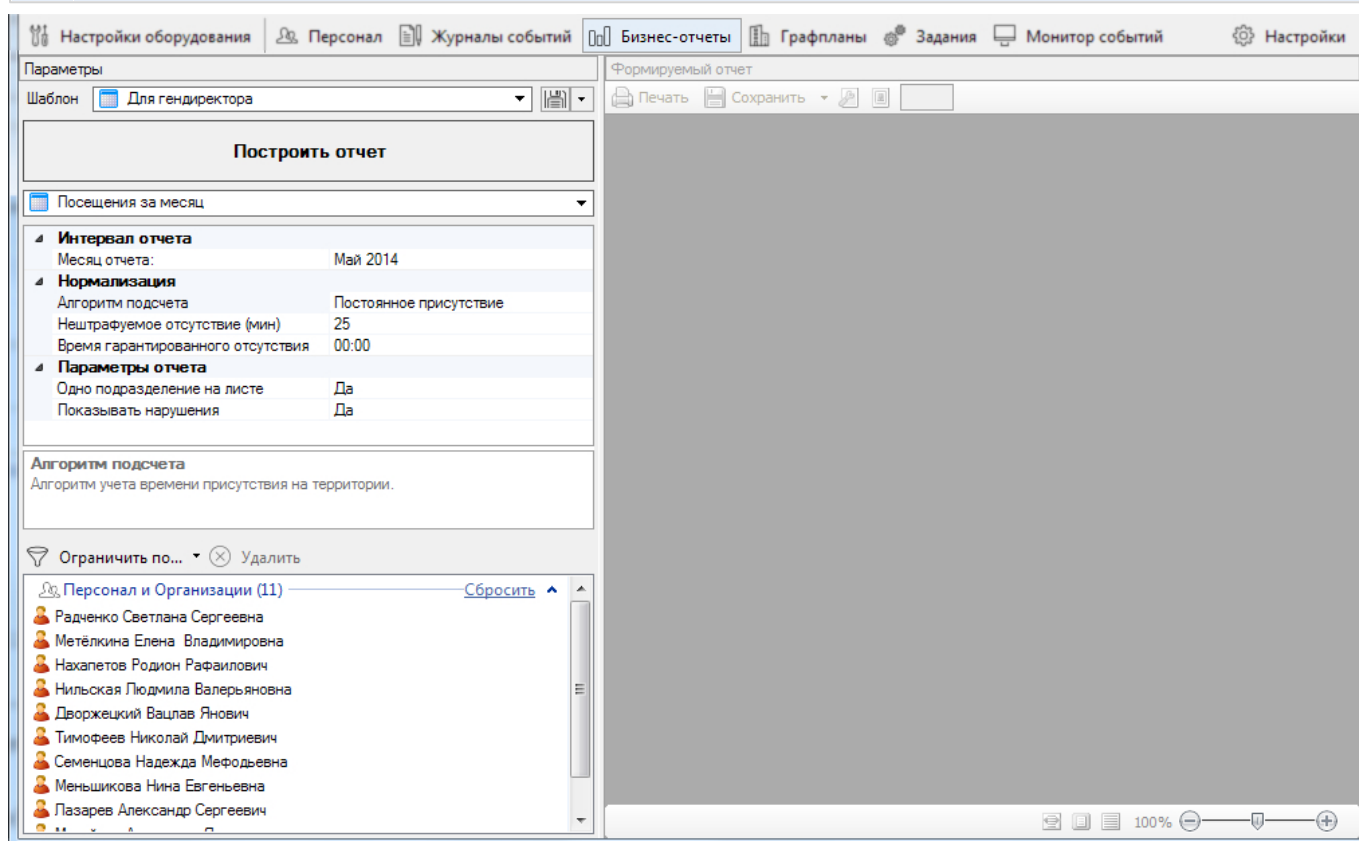 Настройки оборудования Персонал Журналы событий Бизнес-отчеты Графпланы Задания Монитор событий Настройки
Параметры
Шаблон Для гендиректора
Построить отчет
Посещения за месяц
Интервал отчета
Месяц отчета: Май 2014
Нормализация
Алгоритм подсчета Постоянное присутствие
Нештрафуемое отсутствие (мин) 25
Время гарантированного отсутствия 00:00
Параметры отчета
Одно подразделение на листе Да
Показывать нарушения Да
Алгоритм подсчета
Алгоритм учета времени присутствия на территории.
Ограничить по... Удалить
Персонал и Организации (11) Сбросить
Радченко Светлана Сергеевна
Метёлкина Елена Владимировна
Нахапетов Родион Рафаилович
Нильская Людмила Валерьяновна
Дворжецкий Вацлав Янович
Тимофеев Николай Дмитриевич
Семенцова Надежда Мефодьевна
Меньшикова Нина Евгеньевна
Лазарев Александр Сергеевич
Формируемый отчет
Печать Сохранить
100%